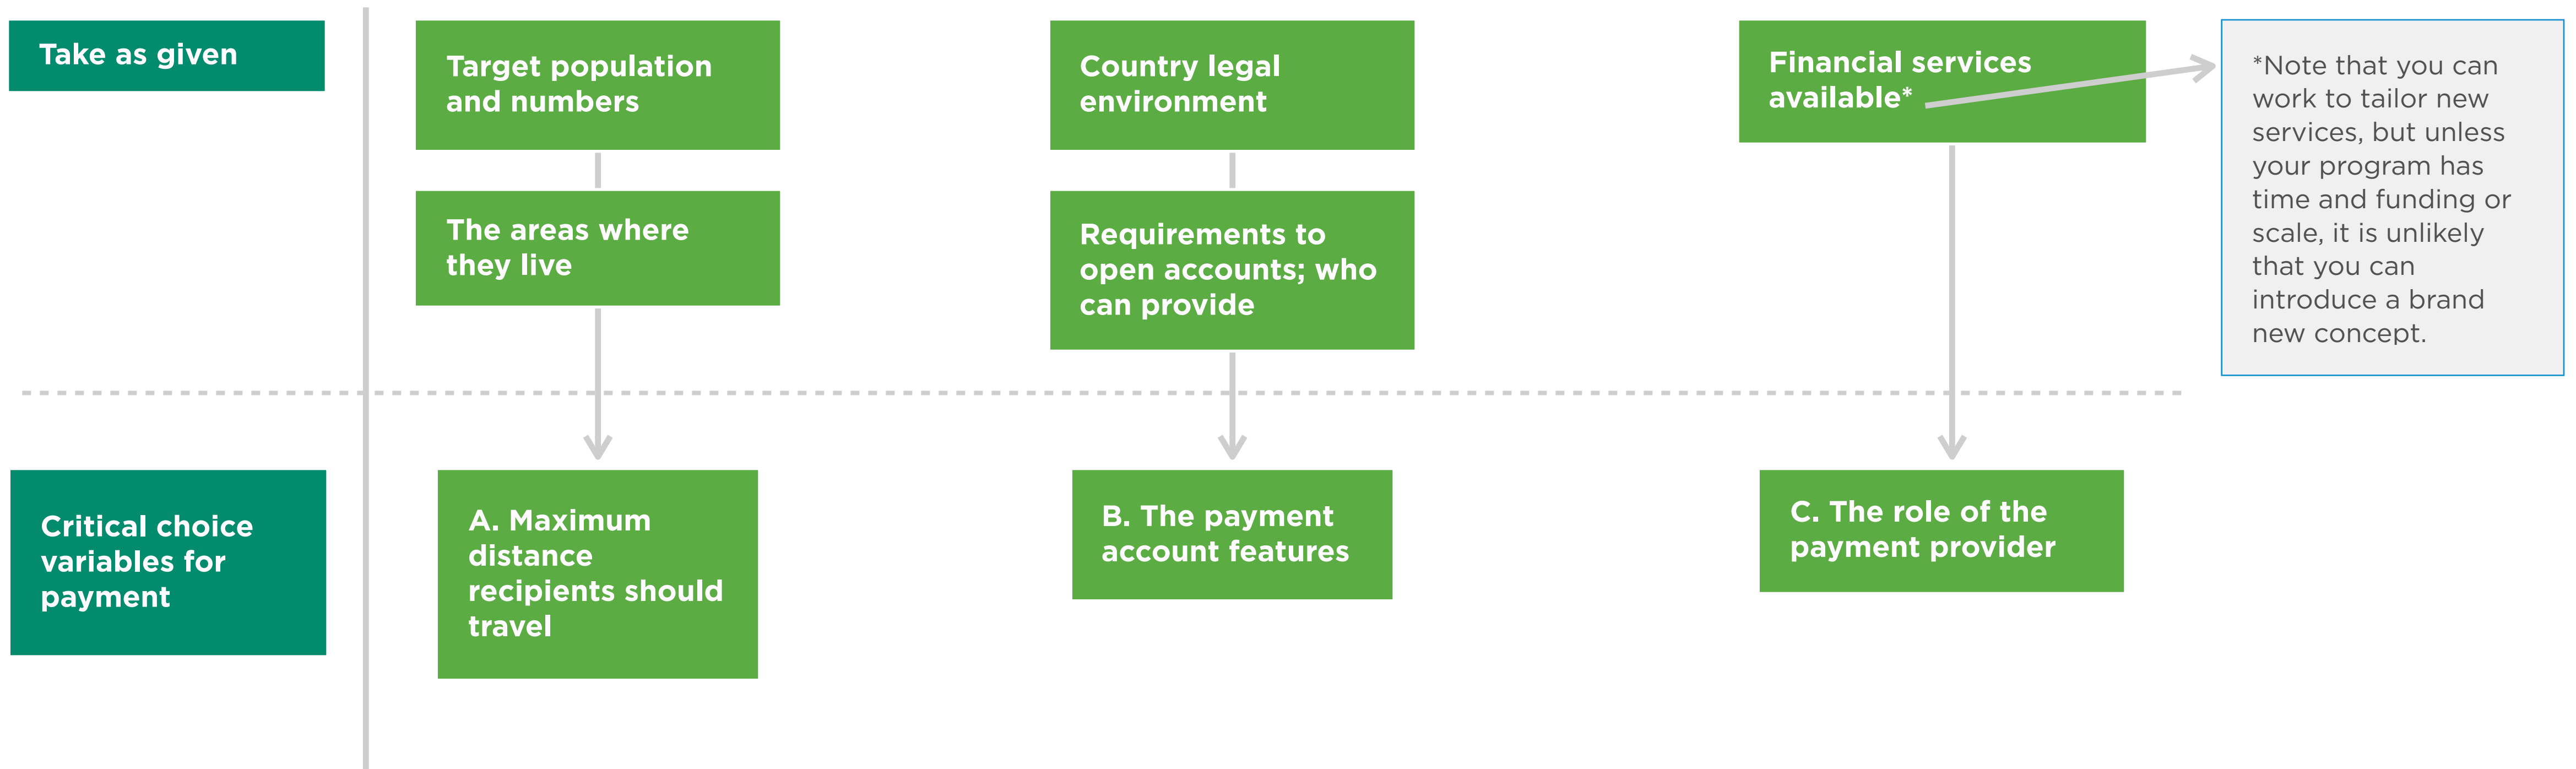 Take as given
Target population
and numbers
Country legal
environment
Financial services
available*
*Note that you can
work to tailor new
services, but unless
your program has
time and funding or
scale, it is unlikely
that you can
introduce a brand
new concept.
The areas where
they live
Requirements to
open accounts; who
can provide
Critical choice
variables for
payment
A. Maximum
distance
recipients should
travel
B. The payment
account features
C. The role of the
payment provider